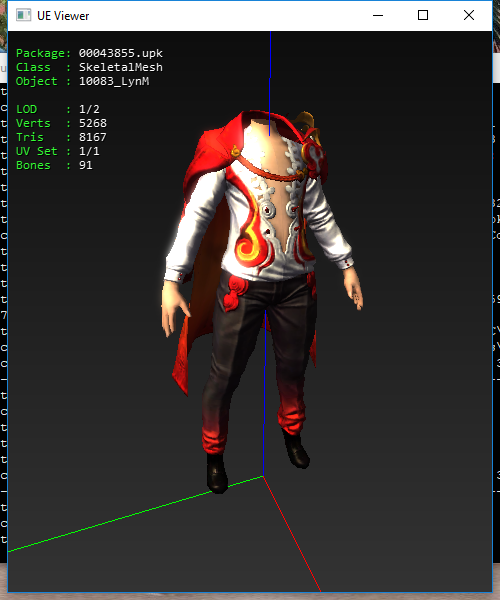 UE Viewer
Package: 00043855.upk
Class : SkeletalMesh
Object : 10083_LynM
LOD : 1/2
Verts : 5268
Tris : 8167
UV Set : 1/1
Bones : 91